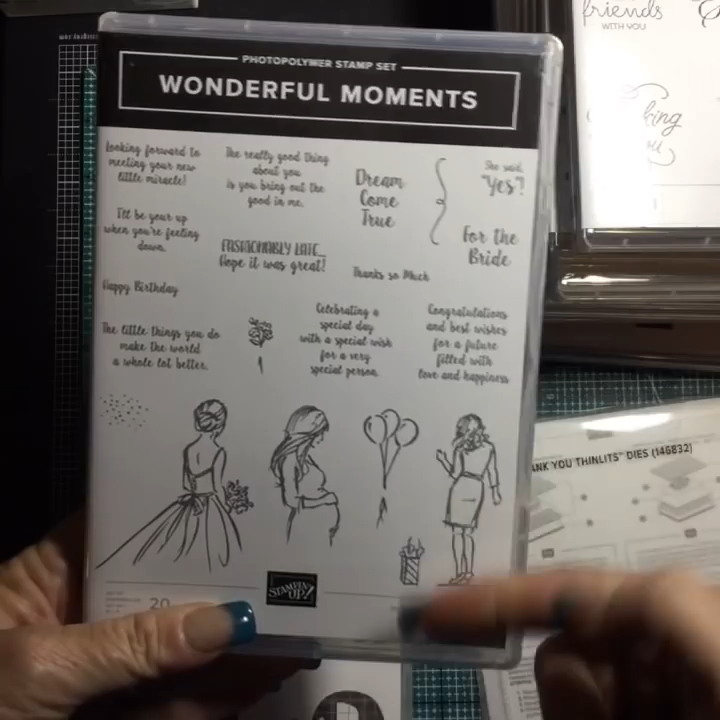 PHOTOPOLYMER STAMP SET
WONDERFUL MOMENTS
Looking forward to
meeting your new
little miracle!
The really good thing
about you
is you bring out the
good in me.
Dream
Come
True
She said,
"Yes"!
I'll be your up
when you're feeling
down.
FASHIONABLY LATE...
Hope it was great!
For the
Bride
Thanks so Much
Happy Birthday
The little things you do
make the world
a whole lot better.
Celebrating a
special day
with a special wish
for a very
special person.
Congratulations
and best wishes
for a future
filled with
love and happiness
STAMPIN' UP!
20
friends
WITH YOU
ANK YOU THINLITS™ DIES (146832)